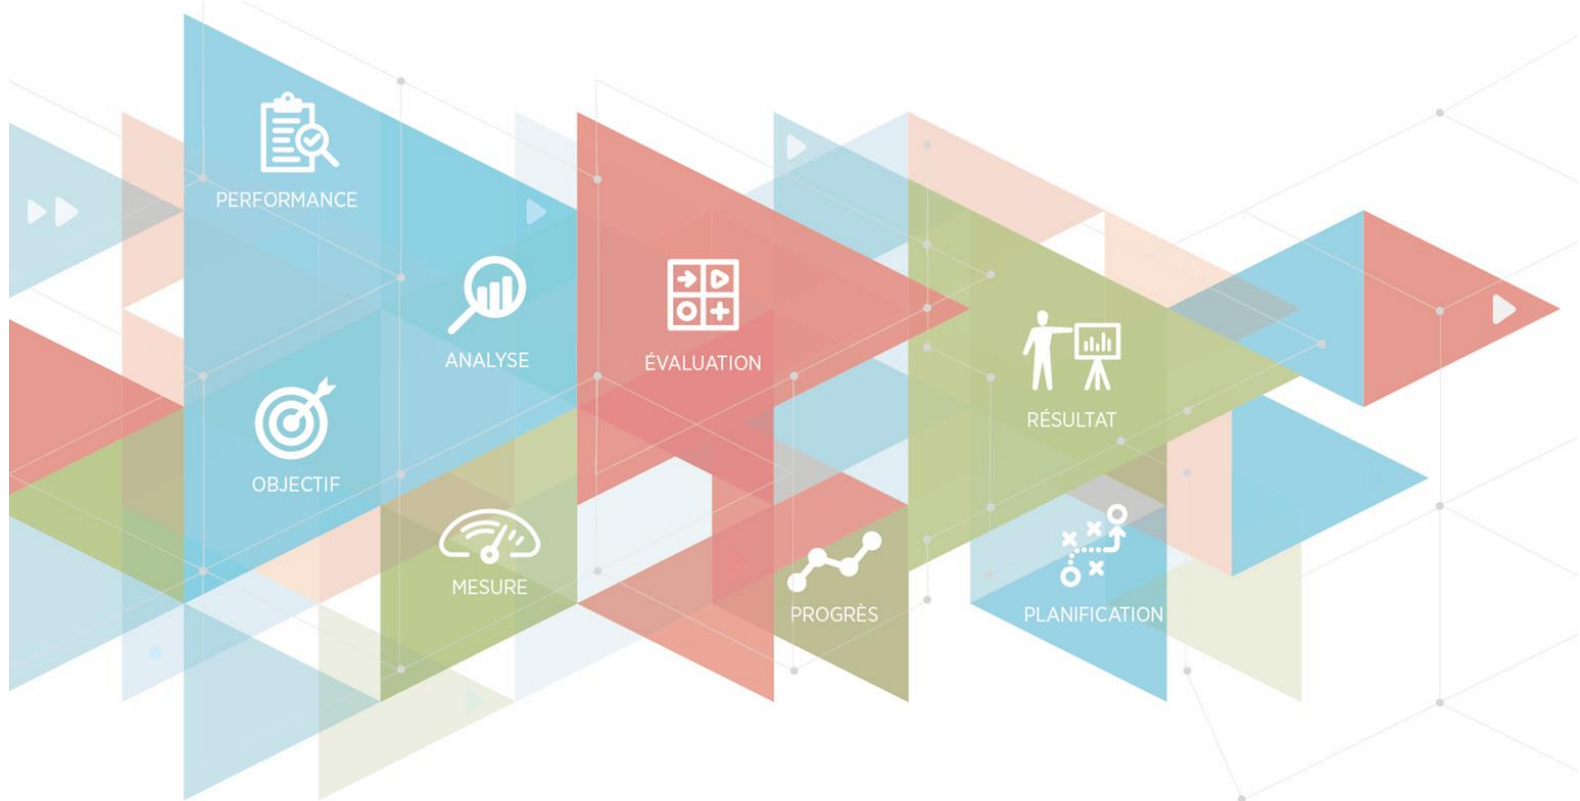 PERFORMANCE
ANALYSE
ÉVALUATION
RÉSULTAT
OBJECTIF
MESURE
PROGRÈS
PLANIFICATION